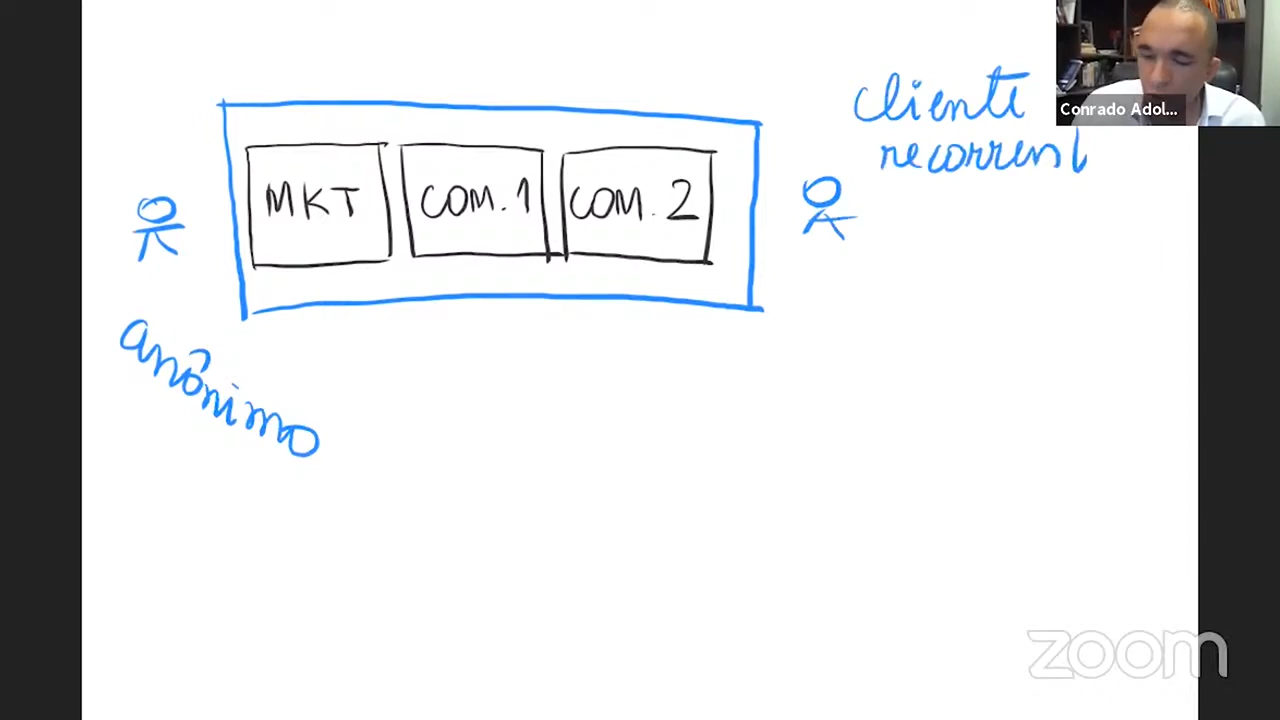 cliente
recorrent
Conrado Adol...
MKT
COM. 1
COM. 2
anônimo
zoom